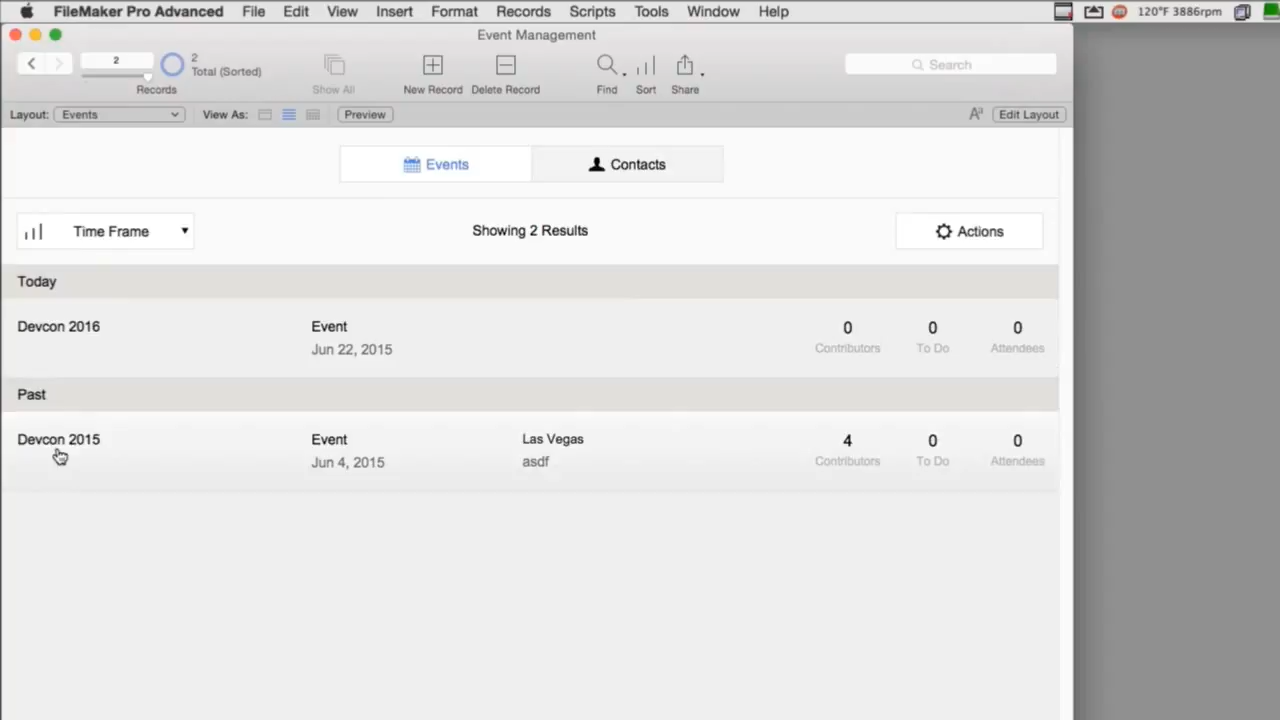 FileMaker Pro Advanced File Edit View Insert Format Records Scripts Tools Window Help 120°F 3886rpm
Event Management
2 2 Total (Sorted) Search
Records Show All New Record Delete Record Find Sort Share
Layout: Events View As: Preview Aa Edit Layout
Events Contacts
Time Frame Showing 2 Results Actions
Today
Devcon 2016 Event 0 0 0
Jun 22, 2015 Contributors To Do Attendees
Past
Devcon 2015 Event Las Vegas 4 0 0
Jun 4, 2015 asdf Contributors To Do Attendees